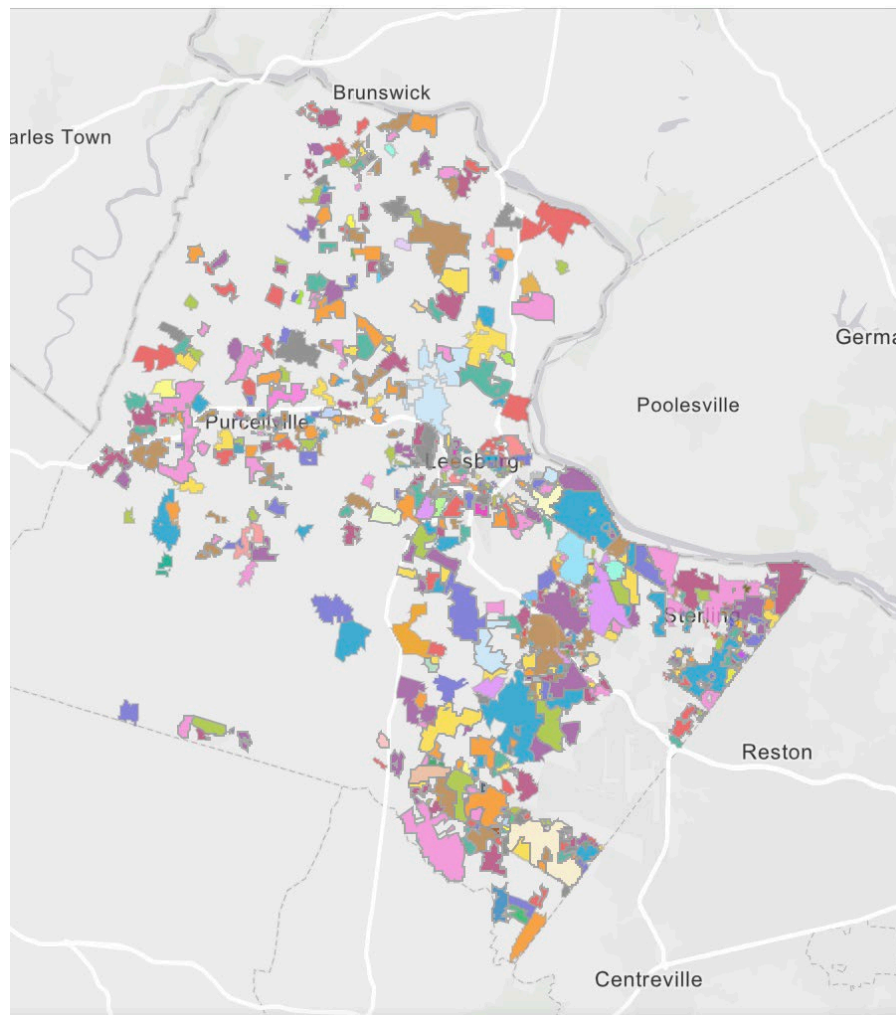 Brunswick
arles Town
Germa
Poolesville
Purcellville
Leesburg
Sterling
Reston
Centreville